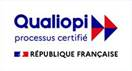 Qualiopi
processus certifié
RÉPUBLIQUE FRANÇAISE